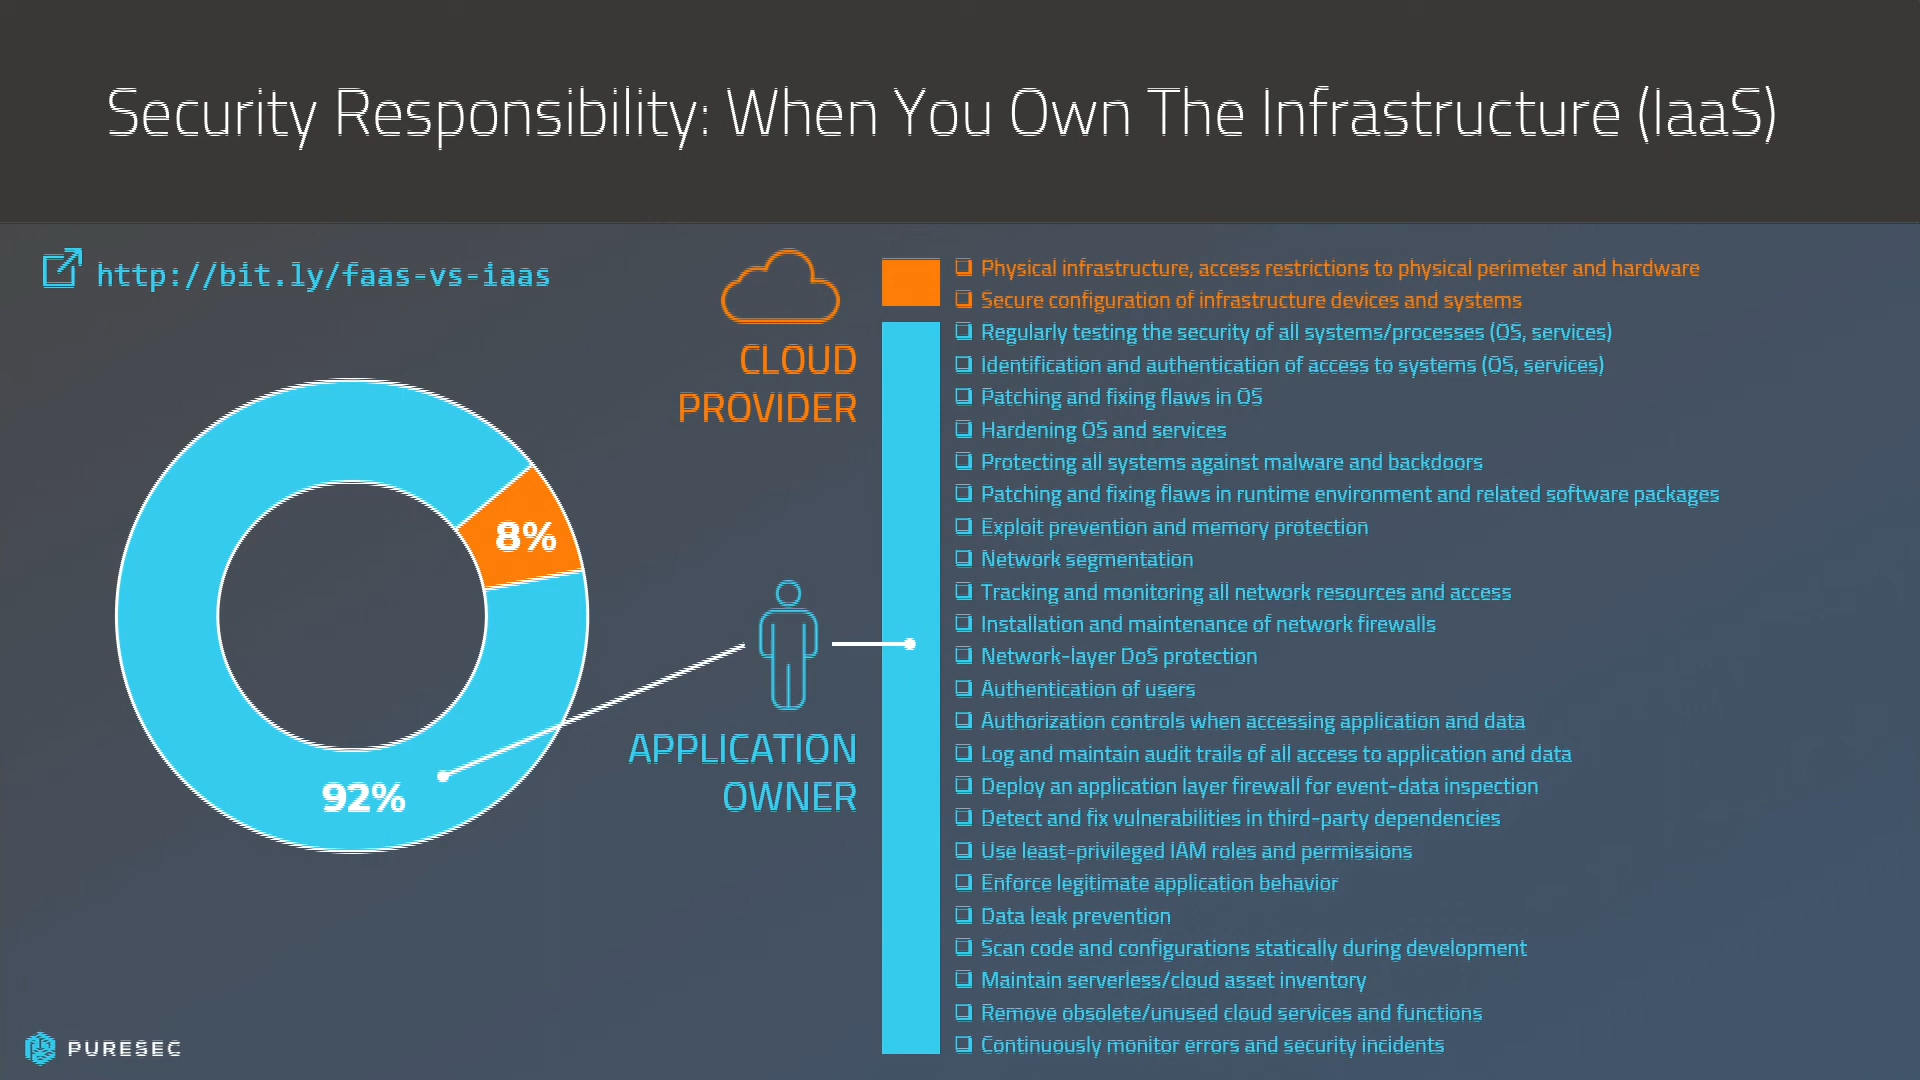 Security Responsibility: When You Own The Infrastructure (IaaS)
http://bit.ly/faas-vs-iaas
CLOUD
PROVIDER
8%
92%
APPLICATION
OWNER
Physical infrastructure, access restrictions to physical perimeter and hardware
Secure configuration of infrastructure devices and systems
Regularly testing the security of all systems/processes (OS, services)
Identification and authentication of access to systems (OS, services)
Patching and fixing flaws in OS
Hardening OS and services
Protecting all systems against malware and backdoors
Patching and fixing flaws in runtime environment and related software packages
Exploit prevention and memory protection
Network segmentation
Tracking and monitoring all network resources and access
Installation and maintenance of network firewalls
Network-layer DoS protection
Authentication of users
Authorization controls when accessing application and data
Log and maintain audit trails of all access to application and data
Deploy an application layer firewall for event-data inspection
Detect and fix vulnerabilities in third-party dependencies
Use least-privileged IAM roles and permissions
Enforce legitimate application behavior
Data leak prevention
Scan code and configurations statically during development
Maintain serverless/cloud asset inventory
Remove obsolete/unused cloud services and functions
Continuously monitor errors and security incidents
PURESEC